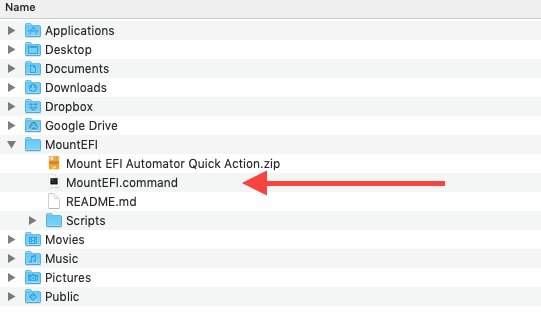 Name
Applications
Desktop
Documents
Downloads
Dropbox
Google Drive
MountEFI
Mount EFI Automator Quick Action.zip
MountEFI.command
README.md
Scripts
Movies
Music
Pictures
Public